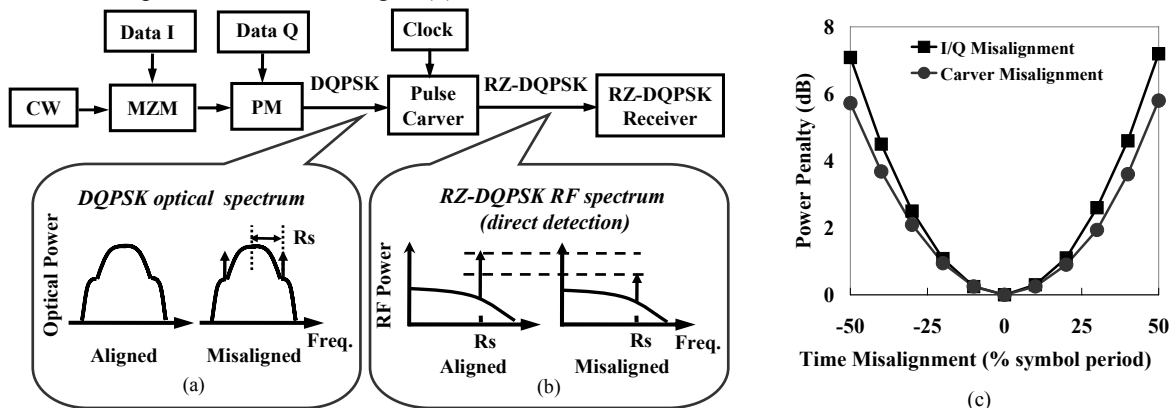 Data I
Data Q
Clock
CW
MZM
PM
DQPSK
Pulse
Carver
RZ-DQPSK
RZ-DQPSK
Receiver
DQPSK optical spectrum
Optical Power
Rs
Aligned
Misaligned
Freq.
(a)
RZ-DQPSK RF spectrum
(direct detection)
RF Power
Rs
Rs
Aligned
Misaligned
Freq.
(b)
Power Penalty (dB)
8
6
4
2
0
I/Q Misalignment
Carver Misalignment
-50
-25
0
25
50
Time Misalignment (% symbol period)
(c)